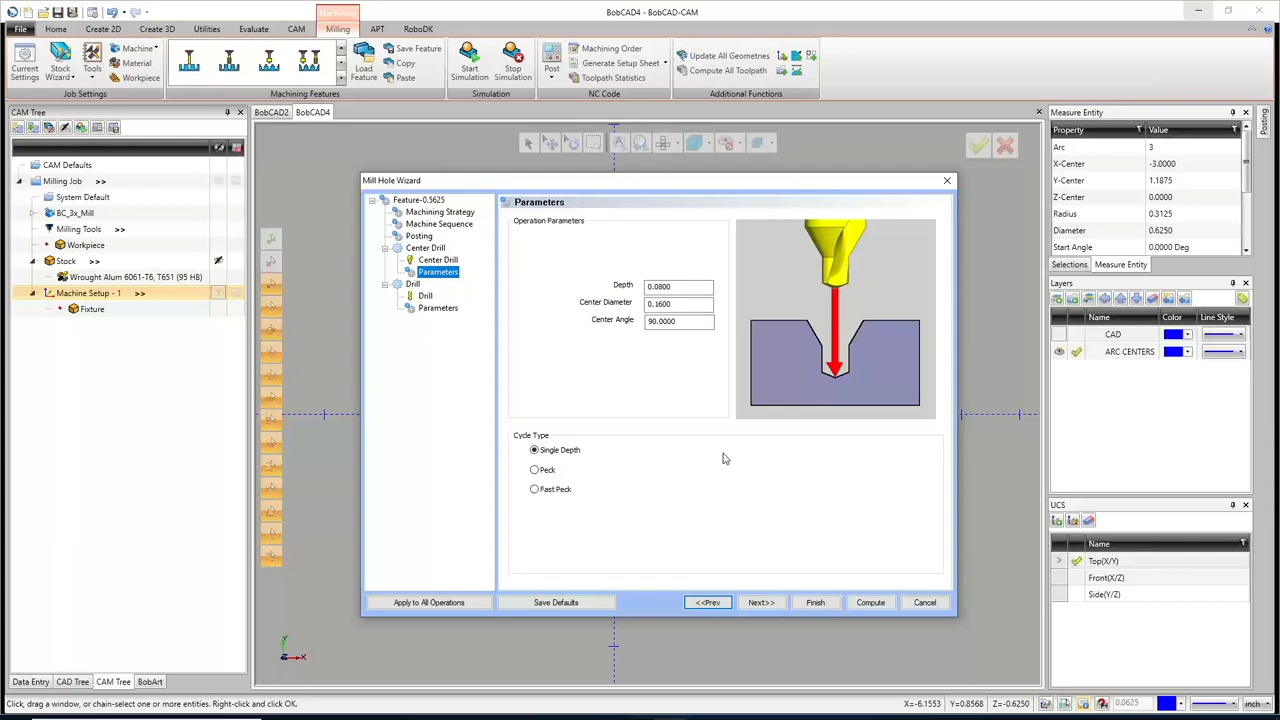 BobCAD4 - BobCAD-CAM
Machining
File Home Create 2D Create 3D Utilities Evaluate CAM Milling APT RoboDK
Current Settings
Stock Wizard
Tools
Machine
Material
Workpiece
Job Settings
Load Feature
Save Feature
Copy
Paste
Machining Features
Start Simulation
Stop Simulation
Simulation
Post
Machining Order
Generate Setup Sheet
Toolpath Statistics
NC Code
Update All Geometries
Compute All Toolpath
Additional Functions
CAM Tree
CAM Defaults
Milling Job >>
System Default
BC_3x_Mill
Milling Tools >>
Workpiece
Stock >>
Wrought Alum 6061-T6, T651 (95 HB)
Machine Setup - 1 >>
Fixture
Data Entry CAD Tree CAM Tree BobArt
BobCAD2 BobCAD4
Mill Hole Wizard
Feature-0.5625
Machining Strategy
Machine Sequence
Posting
Center Drill
Center Drill
Parameters
Drill
Drill
Parameters
Parameters
Operation Parameters
Depth 0.0800
Center Diameter 0.1600
Center Angle 90.0000
Cycle Type
Single Depth
Peck
Fast Peck
Apply to All Operations Save Defaults <<Prev Next>> Finish Compute Cancel
Y
Z X
Measure Entity
Property Value
Arc 3
X-Center -3.0000
Y-Center 1.1875
Z-Center 0.0000
Radius 0.3125
Diameter 0.6250
Start Angle 0.0000 Deg
Selections Measure Entity
Posting
Layers
Name Color Line Style
CAD
ARC CENTERS
UCS
Name
Top(X/Y)
Front(X/Z)
Side(Y/Z)
Click, drag a window, or chain-select one or more entities. Right-click and click OK.
X=-6.1553 Y=0.8568 Z=-0.6250 0.0625 inch